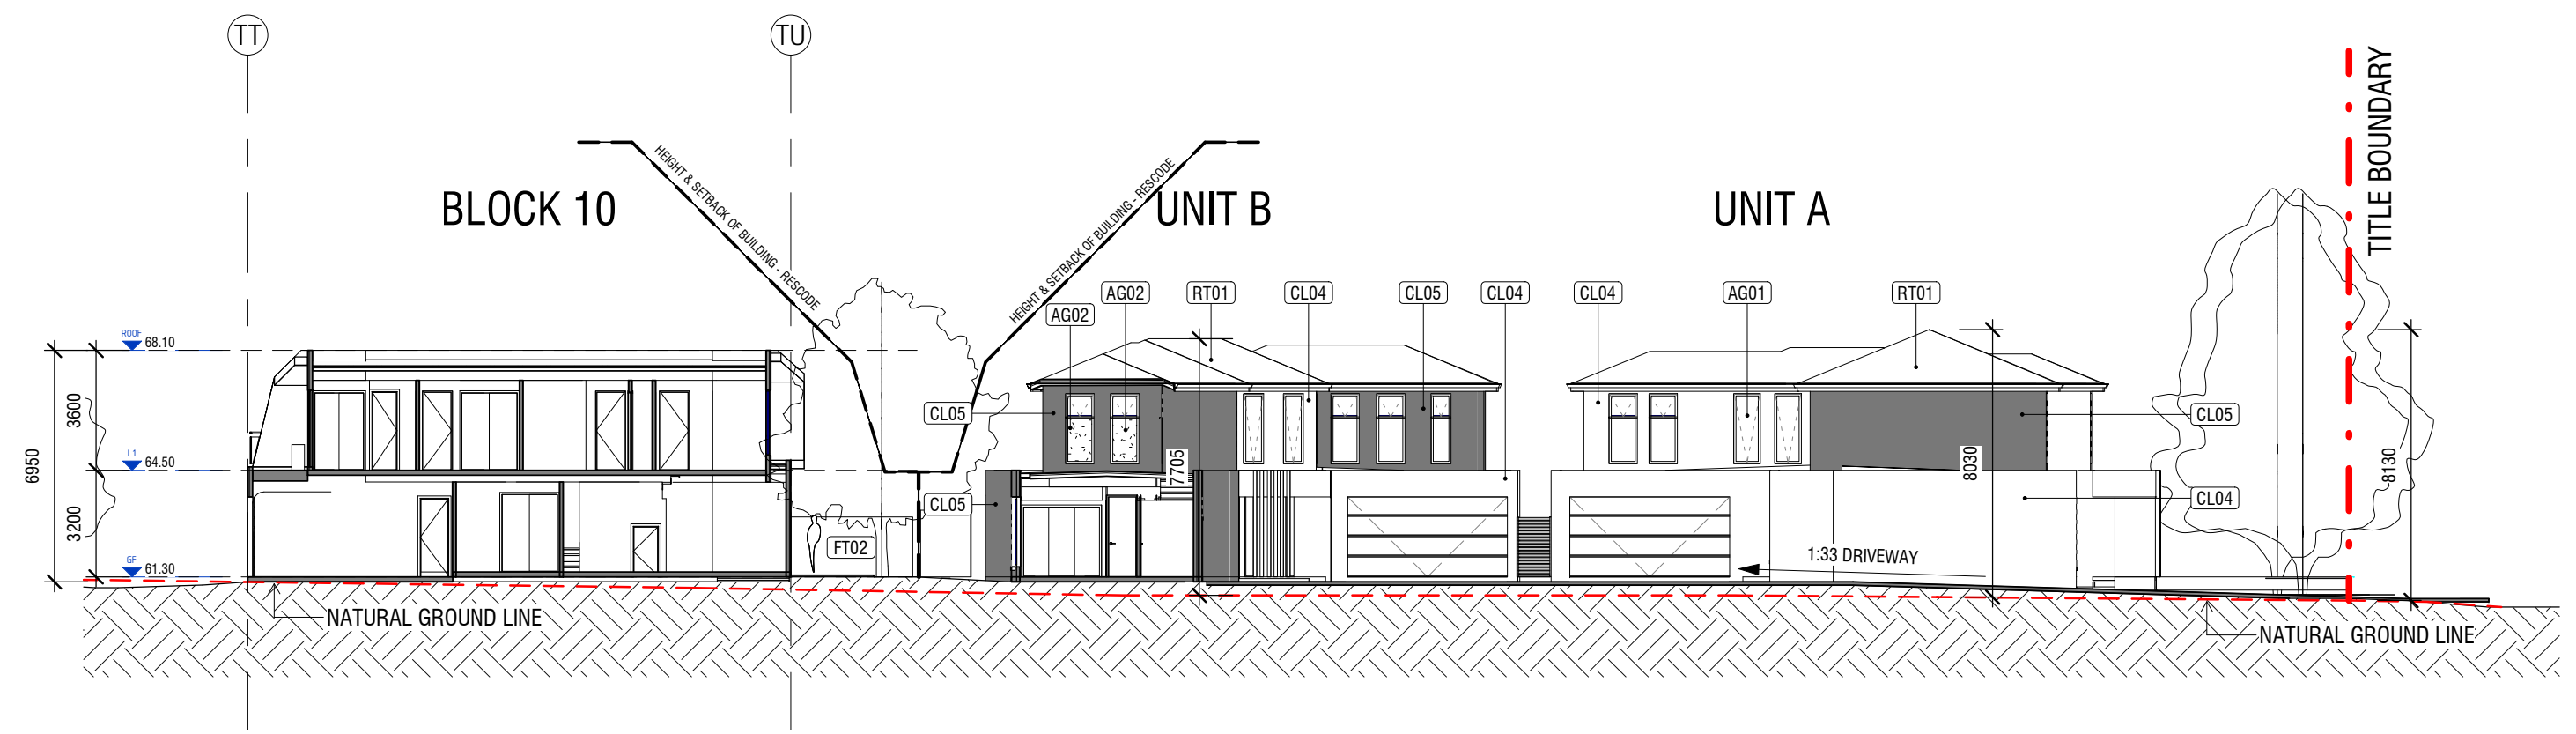 TT
TU
TITLE BOUNDARY
HEIGHT & SETBACK OF BUILDING - RESCODE
HEIGHT & SETBACK OF BUILDING - RESCODE
BLOCK 10
UNIT B
UNIT A
AG02
RT01
CL04
CL05
CL04
CL04
AG01
RT01
AG02
ROOF
68.10
CL05
CL05
3600
L1
64.50
6950
7705
8030
8130
CL05
CL04
3200
FT02
1:33 DRIVEWAY
GF
61.30
NATURAL GROUND LINE
NATURAL GROUND LINE